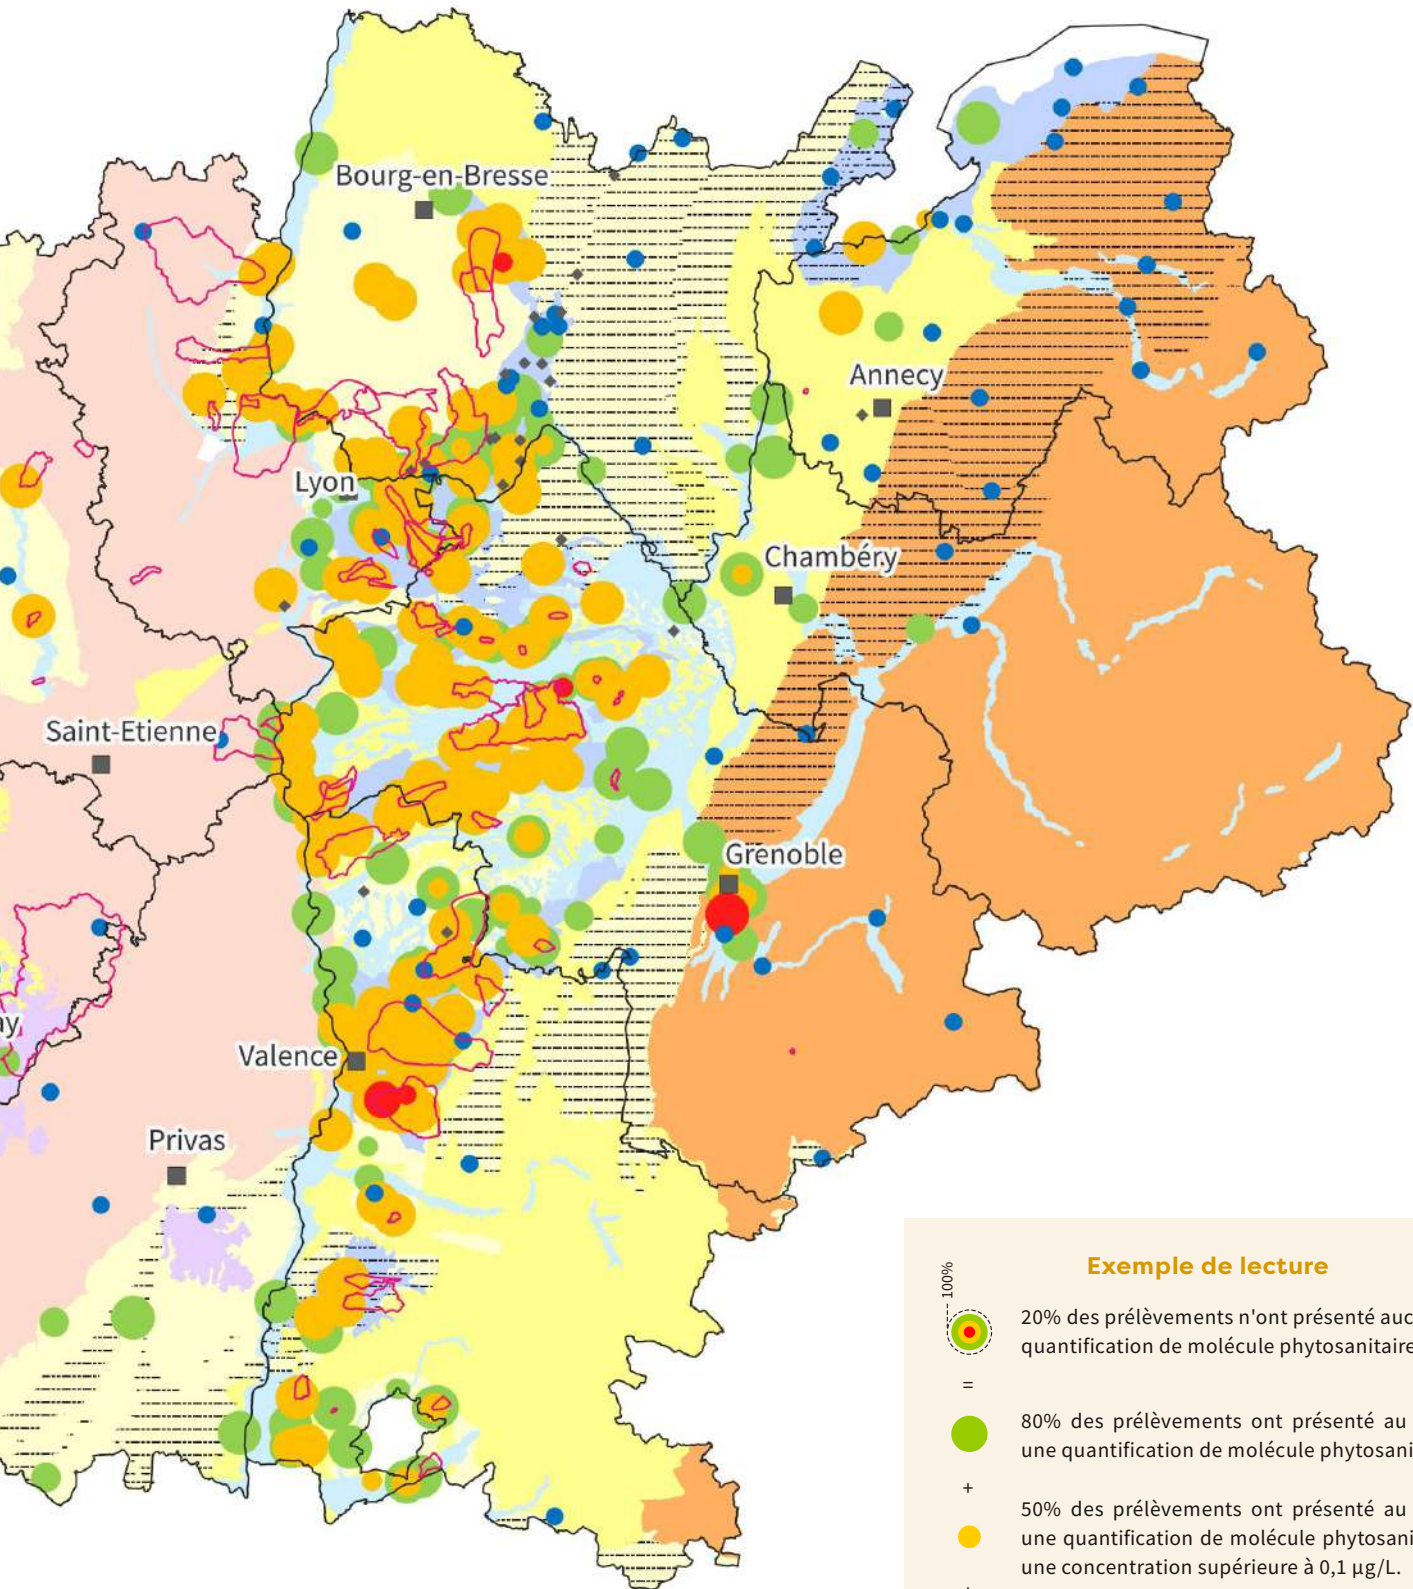 Bourg-en-Bresse
Annecy
Lyon
Chambéry
Saint-Etienne
Grenoble
ay
Valence
Privas
Exemple de lecture
100%
20% des prélèvements n'ont présenté auc
quantification de molécule phytosanitaire
=
80% des prélèvements ont présenté au
une quantification de molécule phytosani
+
50% des prélèvements ont présenté au
une quantification de molécule phytosani
une concentration supérieure à 0,1 µg/L.